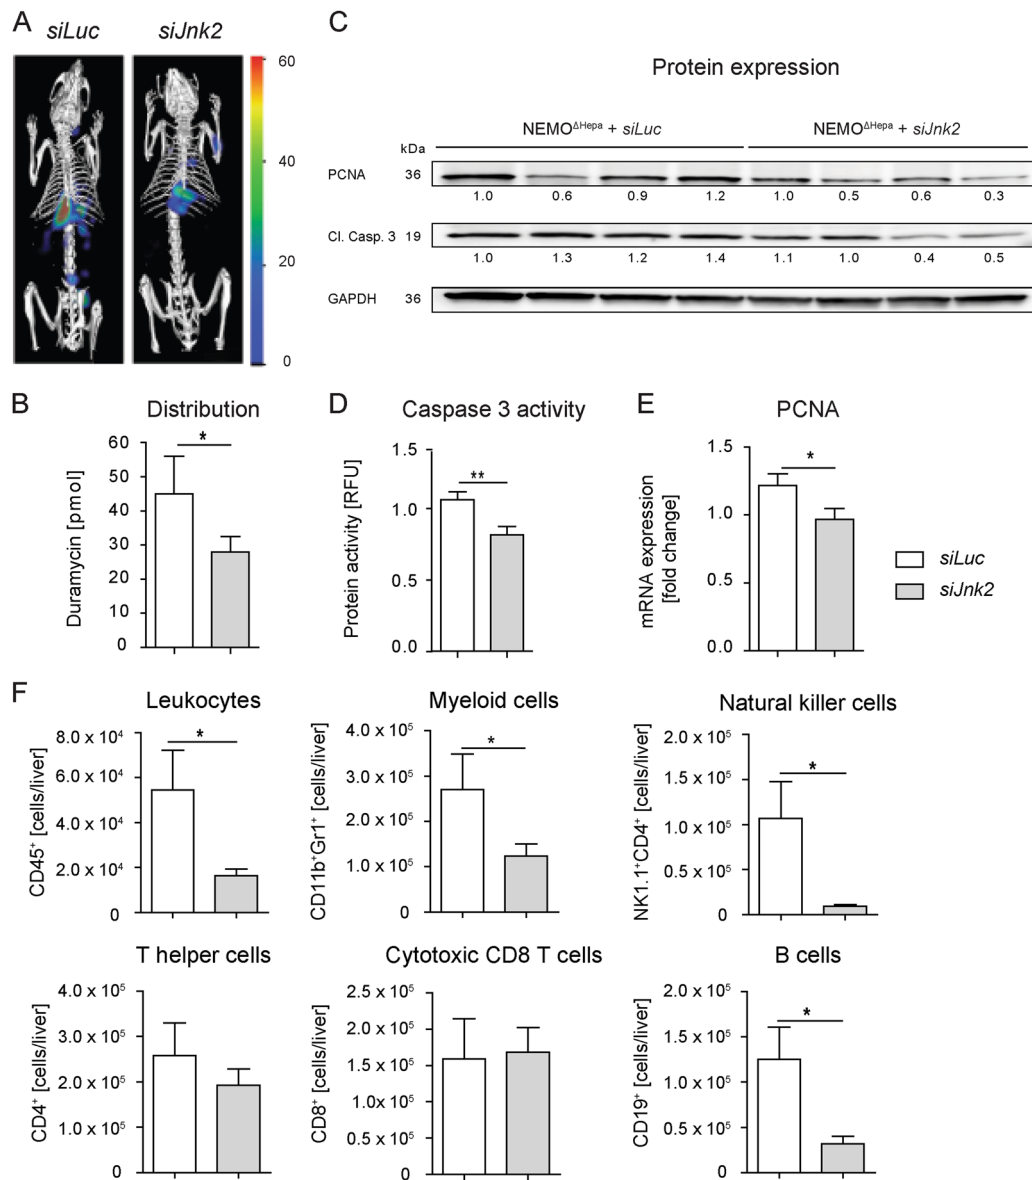 A
siLuc
siJnk2
60
40
20
0
C
Protein expression
NEMOΔHepa + siLuc
NEMOΔHepa + siJnk2
kDa
PCNA 36
1.0 0.6 0.9 1.2 1.0 0.5 0.6 0.3
Cl. Casp. 3 19
1.0 1.3 1.2 1.4 1.1 1.0 0.4 0.5
GAPDH 36
B
Distribution
Duramycin [pmol]
60
50
40
30
20
10
0
*
D
Caspase 3 activity
Protein activity [RFU]
1.5
1.0
0.5
0.0
**
E
PCNA
mRNA expression
[fold change]
1.5
1.0
0.5
0.0
*
siLuc
siJnk2
F
Leukocytes
CD45⁺ [cells/liver]
8.0 x 10⁴
6.0 x 10⁴
4.0 x 10⁴
2.0 x 10⁴
0
*
Myeloid cells
CD11b⁺Gr1⁺ [cells/liver]
4.0 x 10⁵
3.0 x 10⁵
2.0 x 10⁵
1.0 x 10⁵
0
*
Natural killer cells
NK1.1⁺CD4⁺ [cells/liver]
2.0 x 10⁵
1.5 x 10⁵
1.0 x 10⁵
0.5 x 10⁵
0
*
T helper cells
CD4⁺ [cells/liver]
4.0 x 10⁵
3.0 x 10⁵
2.0 x 10⁵
1.0 x 10⁵
0
Cytotoxic CD8 T cells
CD8⁺ [cells/liver]
2.5 x 10⁵
2.0 x 10⁵
1.5 x 10⁵
1.0x 10⁵
0.5 x 10⁵
0
B cells
CD19⁺ [cells/liver]
2.0 x 10⁵
1.5 x 10⁵
1.0 x 10⁵
0.5 x 10⁵
0
*